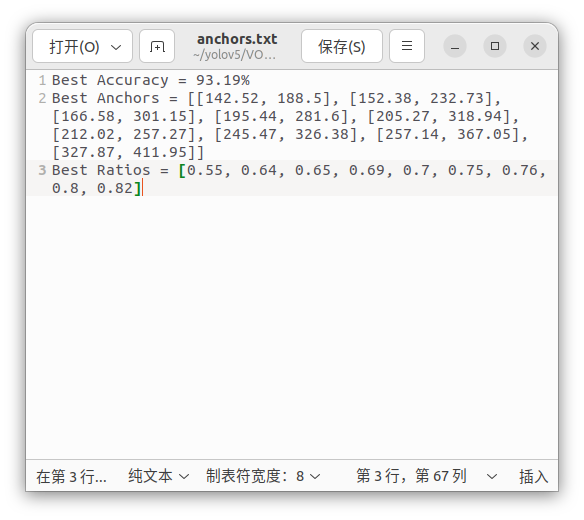 打开(O)
anchors.txt
~/yolov5/VO…
保存(S)
1 Best Accuracy = 93.19%
2 Best Anchors = [[142.52, 188.5], [152.38, 232.73],
[166.58, 301.15], [195.44, 281.6], [205.27, 318.94],
[212.02, 257.27], [245.47, 326.38], [257.14, 367.05],
[327.87, 411.95]]
3 Best Ratios = [0.55, 0.64, 0.65, 0.69, 0.7, 0.75, 0.76,
0.8, 0.82]
在第 3 行… 纯文本 制表符宽度：8 第 3 行，第 67 列 插入